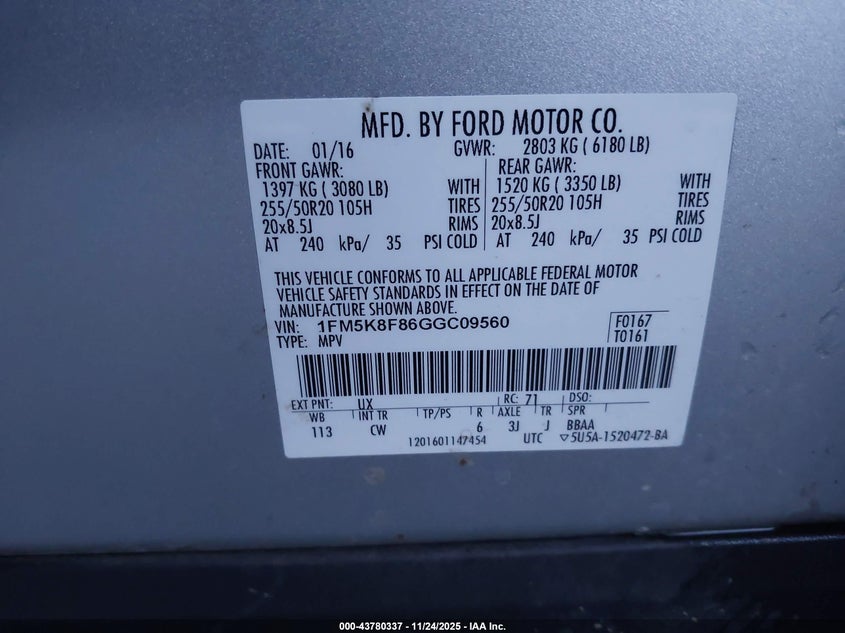 MFD. BY FORD MOTOR CO.
DATE: 01/16 GVWR: 2803 KG ( 6180 LB)
FRONT GAWR: REAR GAWR:
1397 KG ( 3080 LB) WITH 1520 KG ( 3350 LB) WITH
255/50R20 105H TIRES 255/50R20 105H TIRES
20x8.5J RIMS 20x8.5J RIMS
AT 240 kPa/ 35 PSI COLD AT 240 kPa/ 35 PSI COLD
THIS VEHICLE CONFORMS TO ALL APPLICABLE FEDERAL MOTOR
VEHICLE SAFETY STANDARDS IN EFFECT ON THE DATE OF
MANUFACTURE SHOWN ABOVE.
VIN: 1FM5K8F86GGC09560 F0167
TYPE: MPV T0161
EXT PNT: UX RC: 71 DSO:
WB INT TR TP/PS R AXLE TR SPR
113 CW 6 3J J BBAA
1201601147454 UTC ▽5U5A-1520472-BA
000-43780337 - 11/24/2025 - IAA Inc.